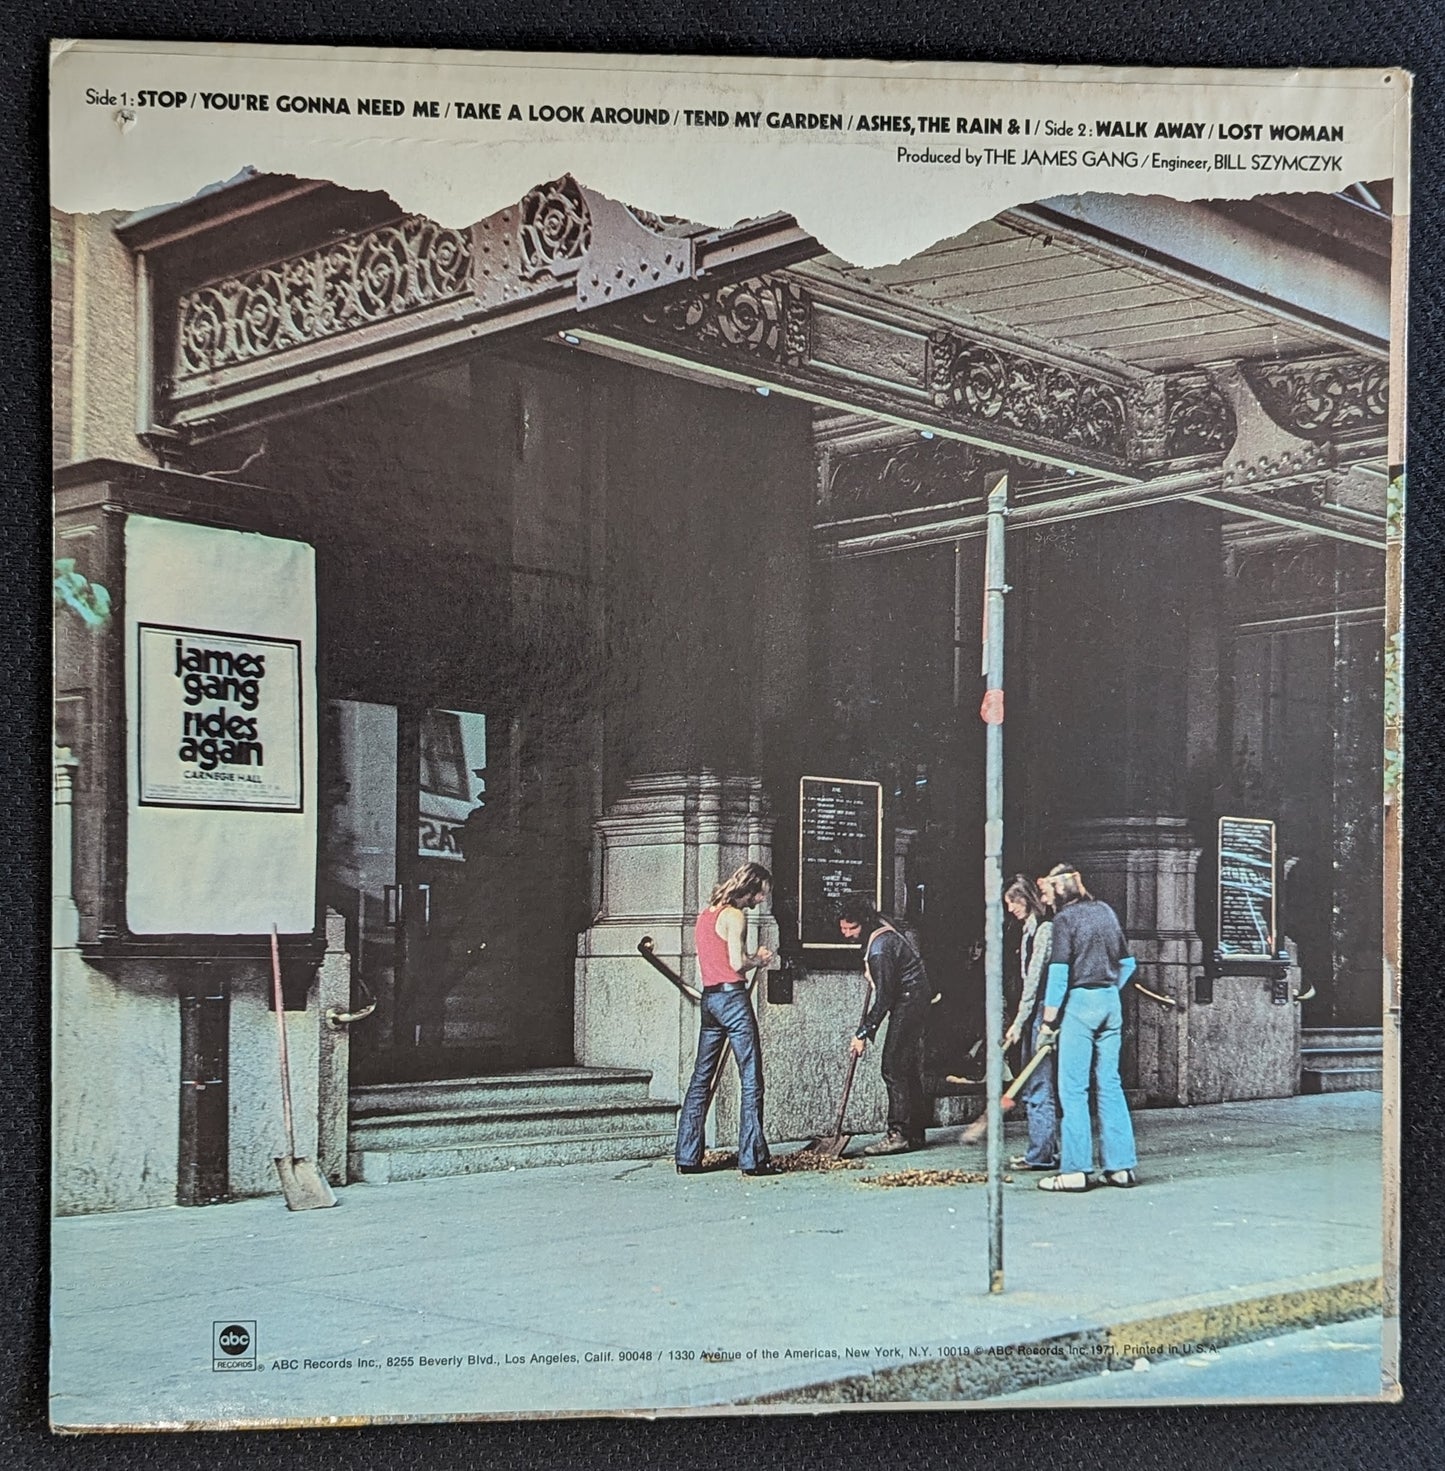 Side 1: STOP / YOU'RE GONNA NEED ME / TAKE A LOOK AROUND / TEND MY GARDEN / ASHES, THE RAIN & I / Side 2: WALK AWAY / LOST WOMAN
Produced by THE JAMES GANG / Engineer, BILL SZYMCZYK
james
gang
rides
again
CARNEGIE HALL
abc
RECORDS
® ABC Records Inc., 8255 Beverly Blvd., Los Angeles, Calif. 90048 / 1330 Avenue of the Americas, New York, N.Y. 10019 © ABC Records Inc. 1971, Printed in U.S.A.